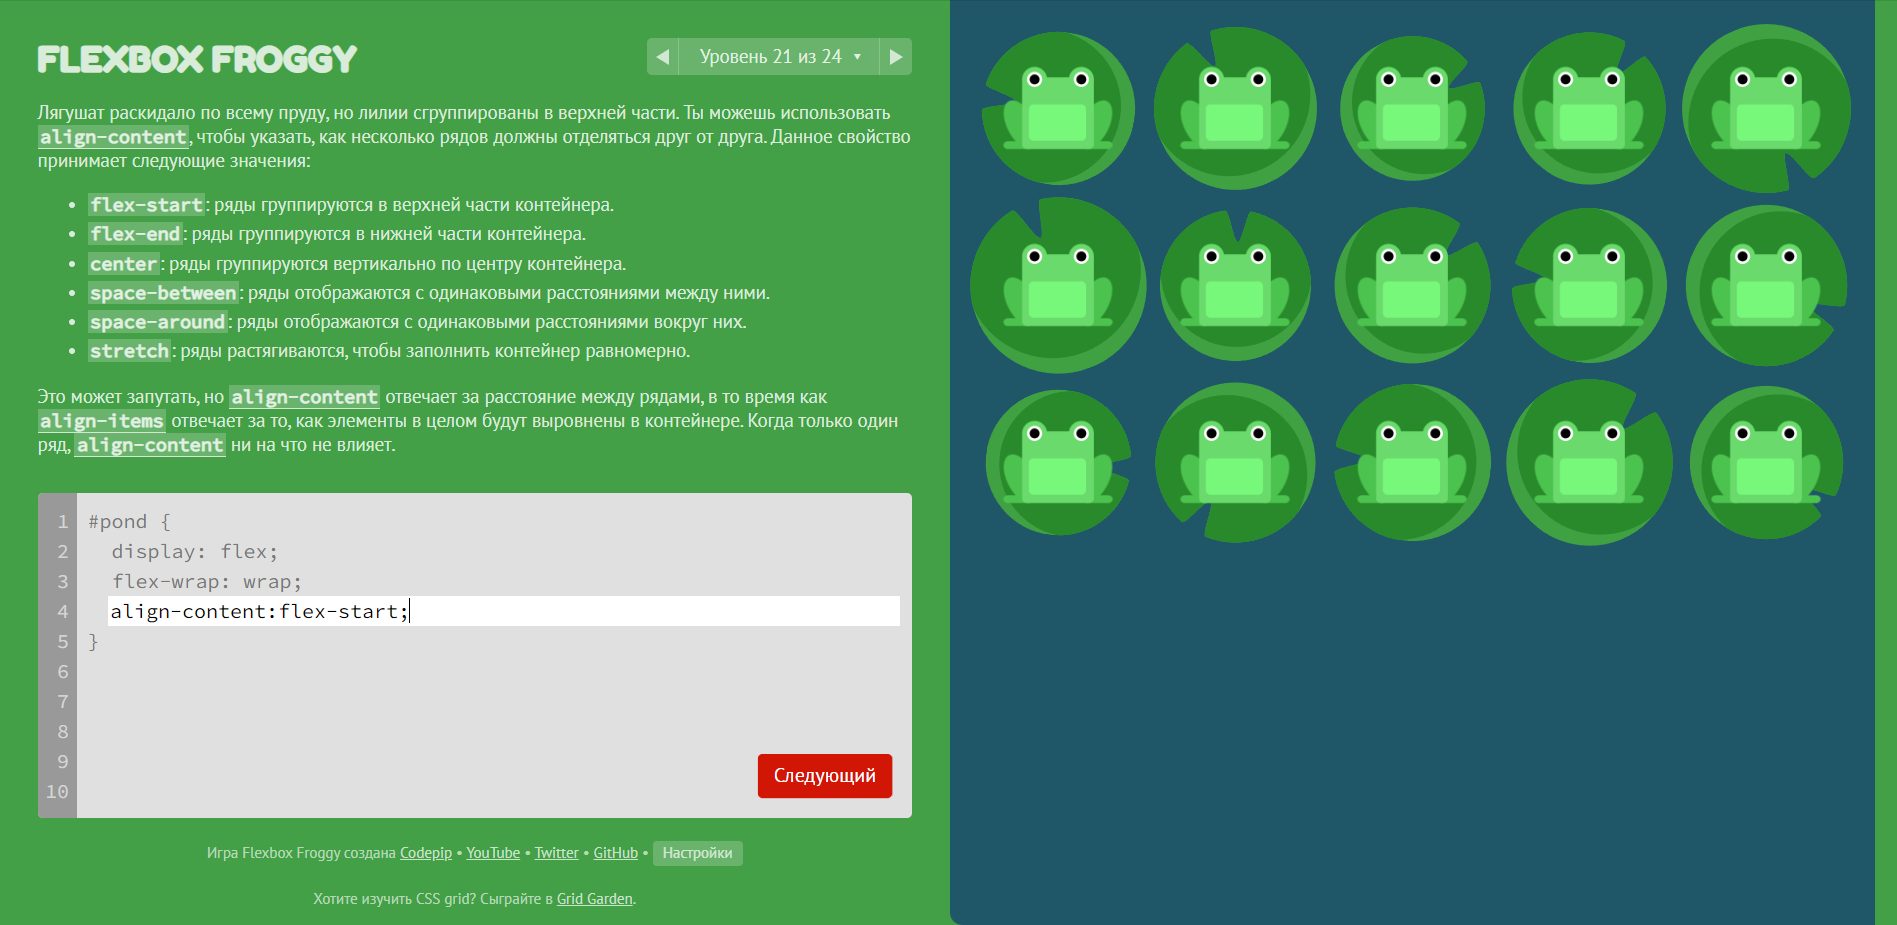 FLEXBOX FROGGY
Уровень 21 из 24
Лягушат раскидало по всему пруду, но лилии сгруппированы в верхней части. Ты можешь использовать
align-content, чтобы указать, как несколько рядов должны отделяться друг от друга. Данное свойство
принимает следующие значения:
• flex-start: ряды группируются в верхней части контейнера.
• flex-end: ряды группируются в нижней части контейнера.
• center: ряды группируются вертикально по центру контейнера.
• space-between: ряды отображаются с одинаковыми расстояниями между ними.
• space-around: ряды отображаются с одинаковыми расстояниями вокруг них.
• stretch: ряды растягиваются, чтобы заполнить контейнер равномерно.
Это может запутать, но align-content отвечает за расстояние между рядами, в то время как
align-items отвечает за то, как элементы в целом будут выровнены в контейнере. Когда только один
ряд, align-content ни на что не влияет.
1 #pond {
2 display: flex;
3 flex-wrap: wrap;
4 align-content:flex-start;
5 }
6
7
8
9
10
Следующий
Игра Flexbox Froggy создана Codepip • YouTube • Twitter • GitHub • Настройки
Хотите изучить CSS grid? Сыграйте в Grid Garden.